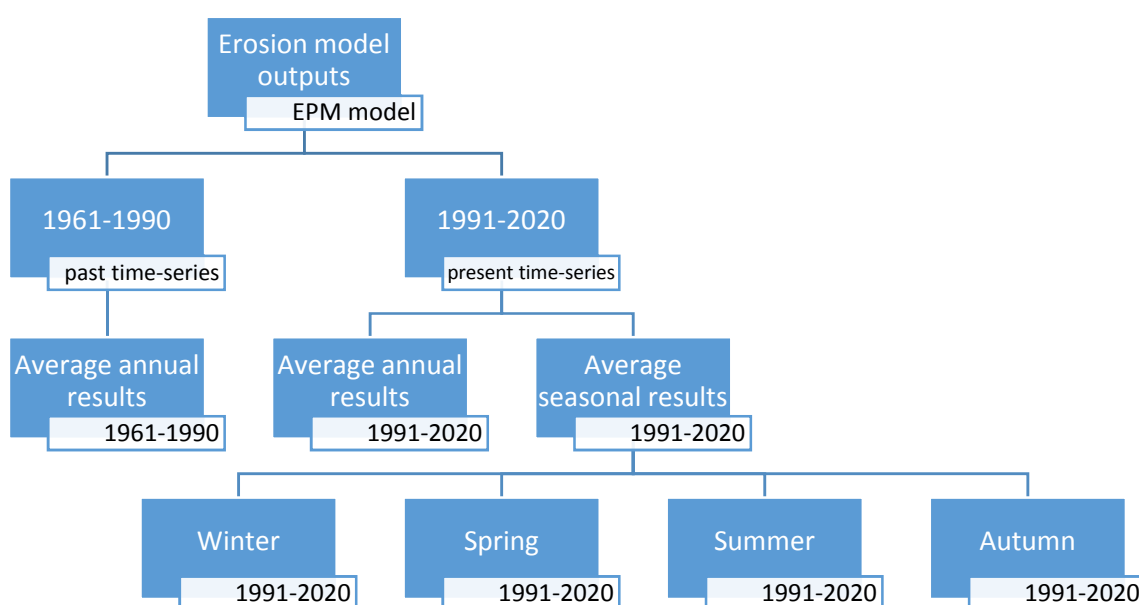 Erosion model
outputs
EPM model
1961-1990
past time-series
1991-2020
present time-series
Average annual
results
1961-1990
Average annual
results
1991-2020
Average
seasonal results
1991-2020
Winter
1991-2020
Spring
1991-2020
Summer
1991-2020
Autumn
1991-2020